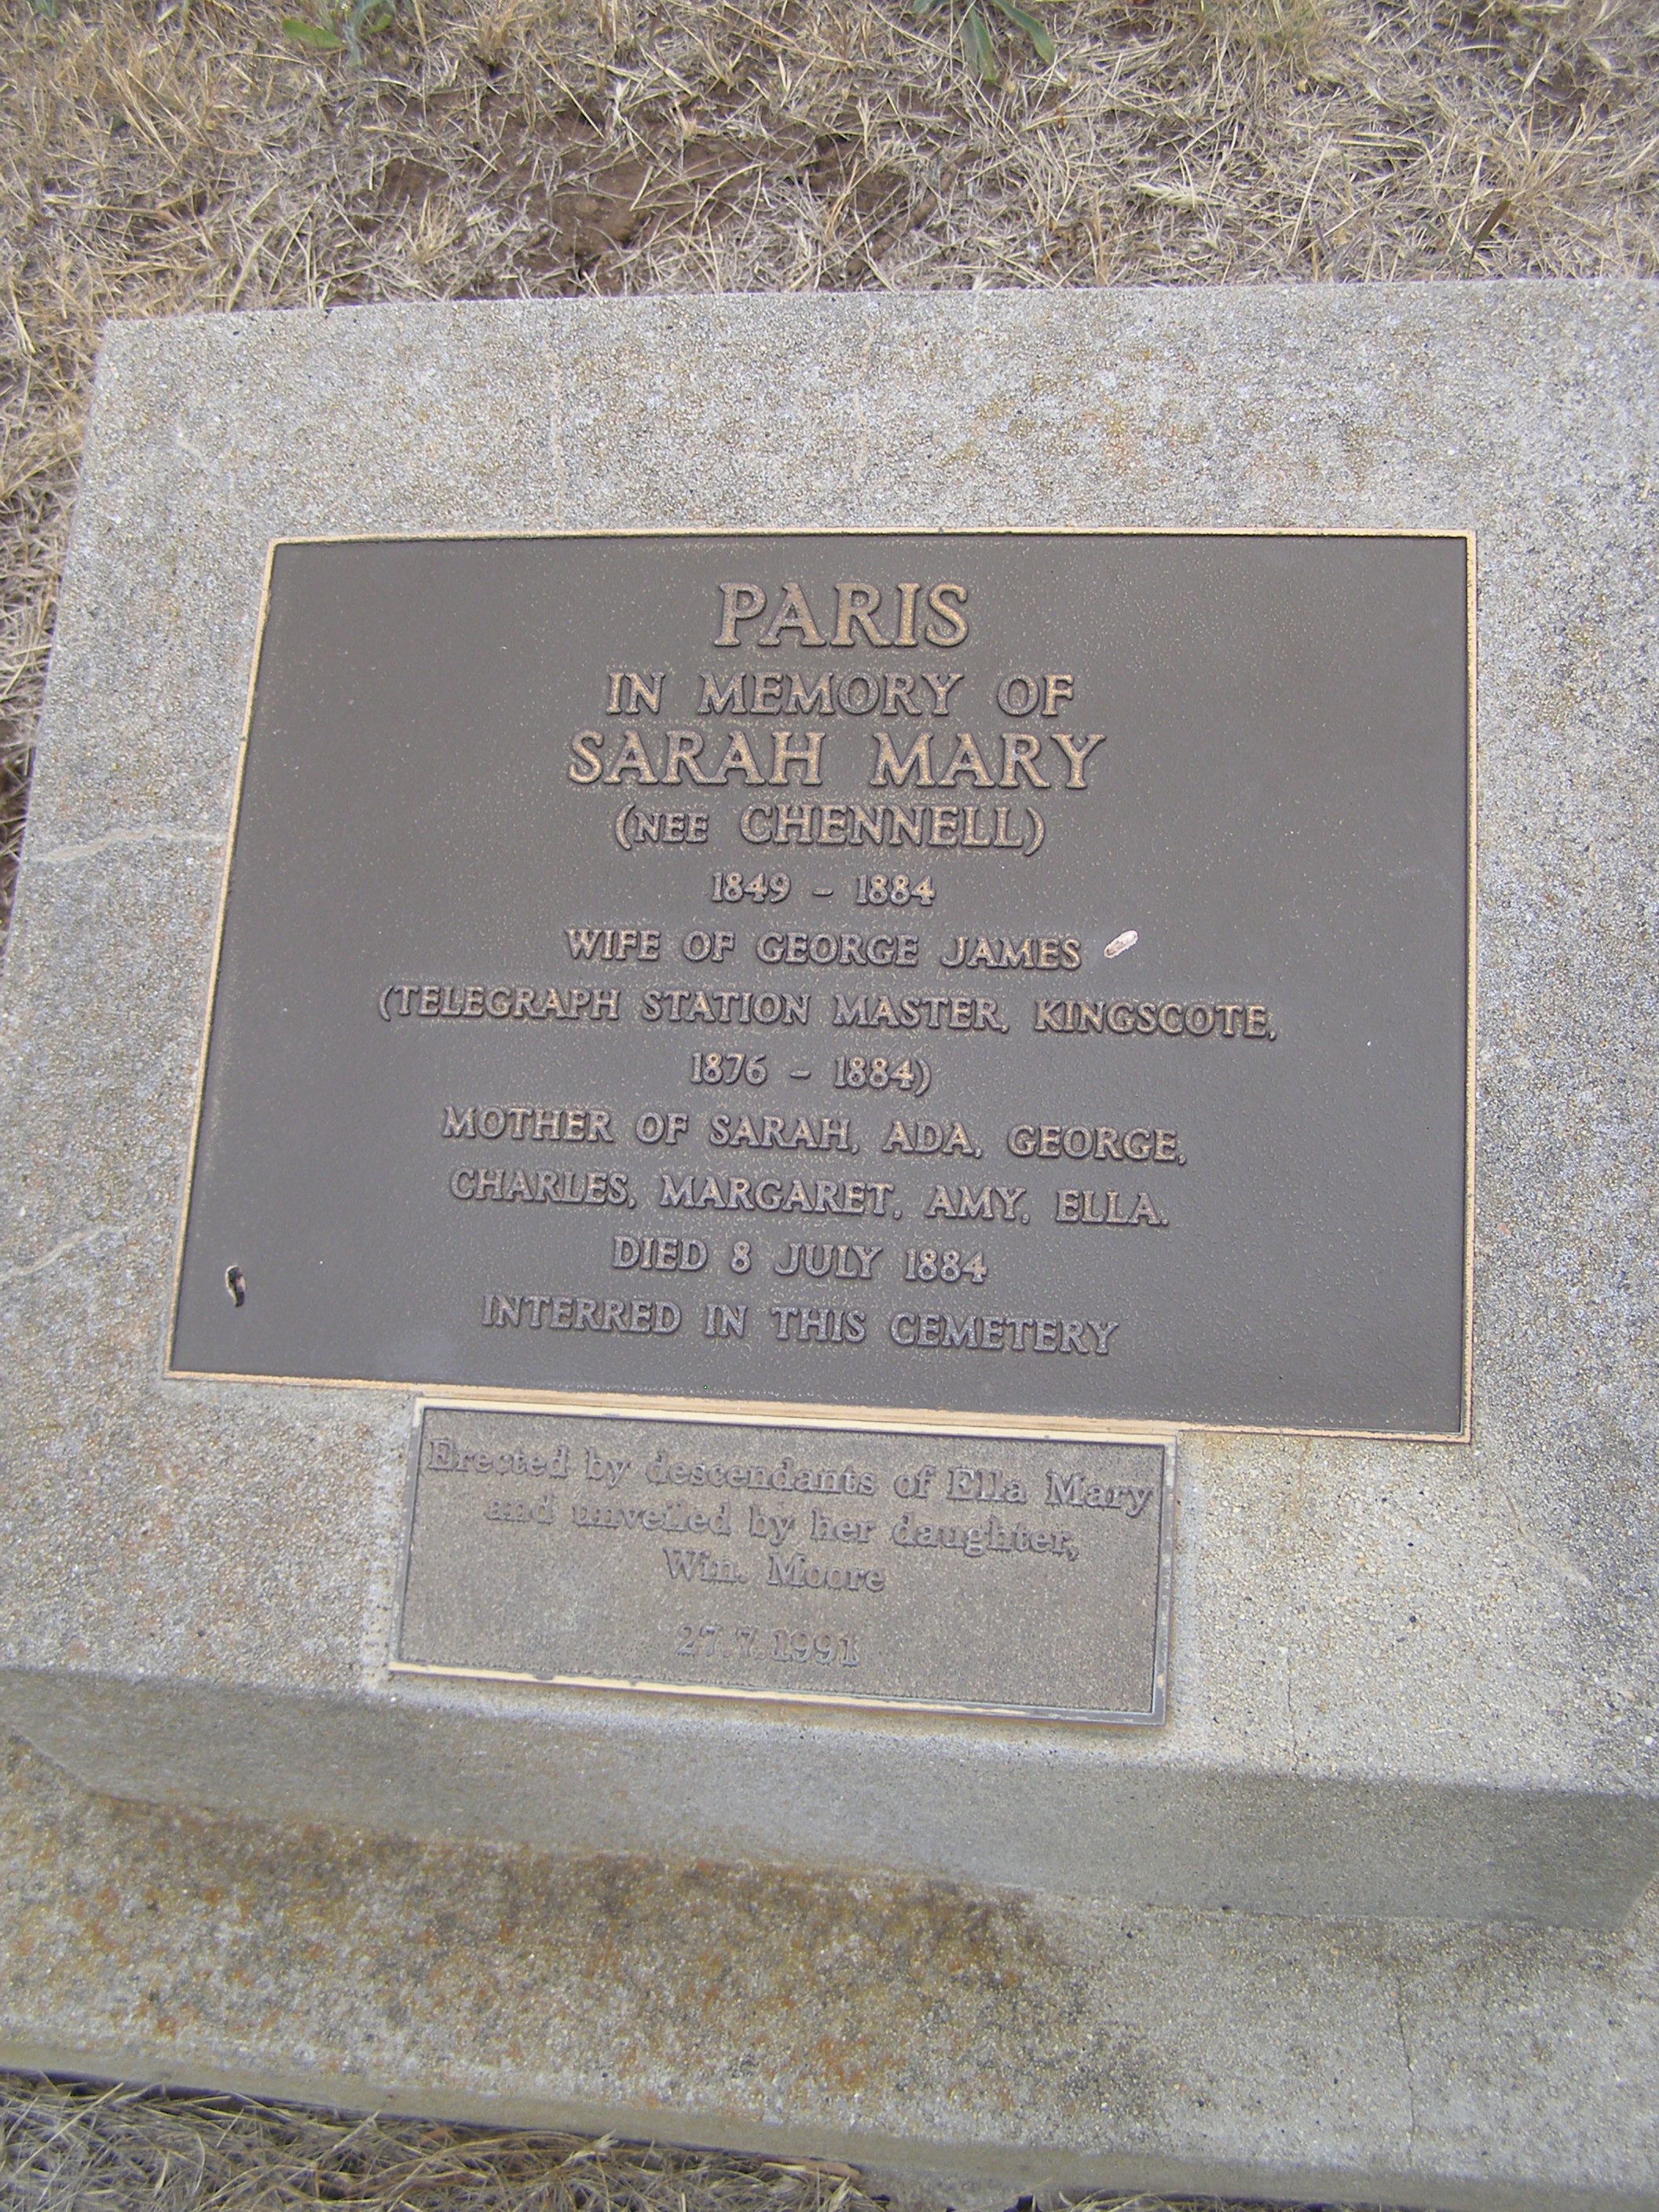 PARIS
IN MEMORY OF
SARAH MARY
(NEE CHENNELL)
1849 - 1884
WIFE OF GEORGE JAMES
(TELEGRAPH STATION MASTER, KINGSCOTE,
1876 - 1884)
MOTHER OF SARAH, ADA, GEORGE,
CHARLES, MARGARET, AMY, ELLA.
DIED 8 JULY 1884
INTERRED IN THIS CEMETERY
Erected by descendants of Ella Mary
and unveiled by her daughter,
Win. Moore
27.7.1991